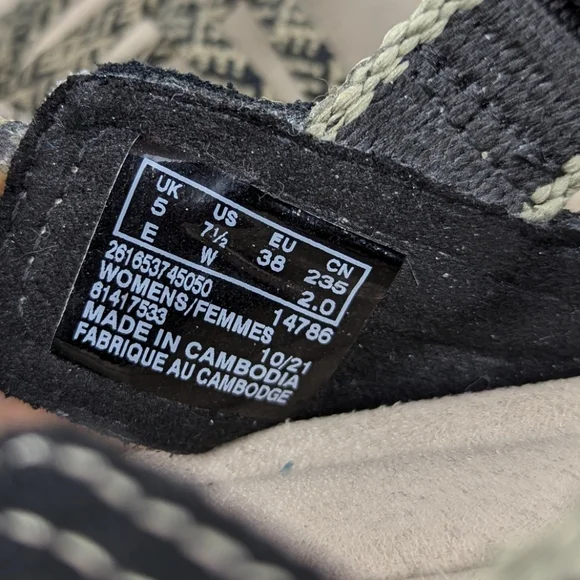 UK US EU CN
5 7½ 38 235
E W 2.0
261653745050 14786
WOMENS/FEMMES
81417533 10/21
MADE IN CAMBODIA
FABRIQUE AU CAMBODGE